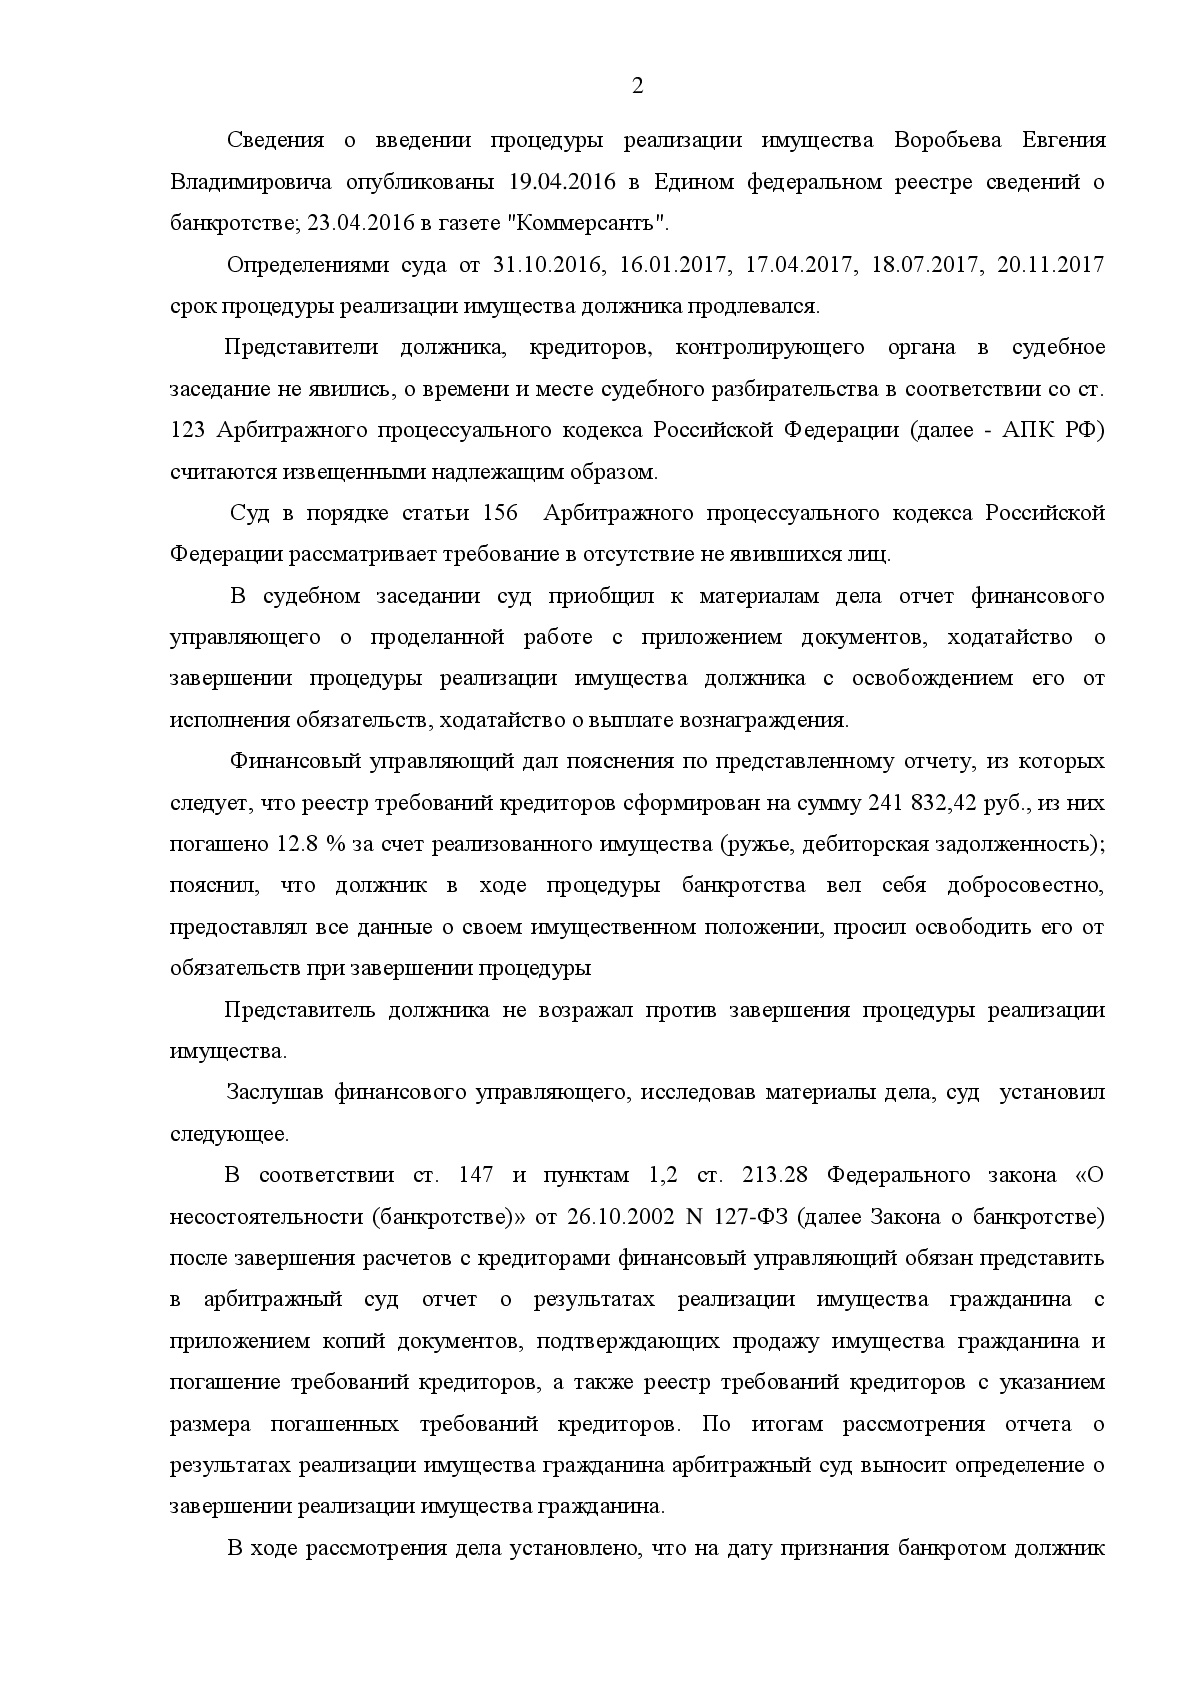 2
Сведения о введении процедуры реализации имущества Воробьева Евгения
Владимировича опубликованы 19.04.2016 в Едином федеральном реестре сведений о
банкротстве; 23.04.2016 в газете "Коммерсантъ".
Определениями суда от 31.10.2016, 16.01.2017, 17.04.2017, 18.07.2017, 20.11.2017
срок процедуры реализации имущества должника продлевался.
Представители должника, кредиторов, контролирующего органа в судебное
заседание не явились, о времени и месте судебного разбирательства в соответствии со ст.
123 Арбитражного процессуального кодекса Российской Федерации (далее - АПК РФ)
считаются извещенными надлежащим образом.
Суд в порядке статьи 156 Арбитражного процессуального кодекса Российской
Федерации рассматривает требование в отсутствие не явившихся лиц.
В судебном заседании суд приобщил к материалам дела отчет финансового
управляющего о проделанной работе с приложением документов, ходатайство о
завершении процедуры реализации имущества должника с освобождением его от
исполнения обязательств, ходатайство о выплате вознаграждения.
Финансовый управляющий дал пояснения по представленному отчету, из которых
следует, что реестр требований кредиторов сформирован на сумму 241 832,42 руб., из них
погашено 12.8 % за счет реализованного имущества (ружье, дебиторская задолженность);
пояснил, что должник в ходе процедуры банкротства вел себя добросовестно,
предоставлял все данные о своем имущественном положении, просил освободить его от
обязательств при завершении процедуры
Представитель должника не возражал против завершения процедуры реализации
имущества.
Заслушав финансового управляющего, исследовав материалы дела, суд установил
следующее.
В соответствии ст. 147 и пунктам 1,2 ст. 213.28 Федерального закона «О
несостоятельности (банкротстве)» от 26.10.2002 N 127-ФЗ (далее Закона о банкротстве)
после завершения расчетов с кредиторами финансовый управляющий обязан представить
в арбитражный суд отчет о результатах реализации имущества гражданина с
приложением копий документов, подтверждающих продажу имущества гражданина и
погашение требований кредиторов, а также реестр требований кредиторов с указанием
размера погашенных требований кредиторов. По итогам рассмотрения отчета о
результатах реализации имущества гражданина арбитражный суд выносит определение о
завершении реализации имущества гражданина.
В ходе рассмотрения дела установлено, что на дату признания банкротом должник